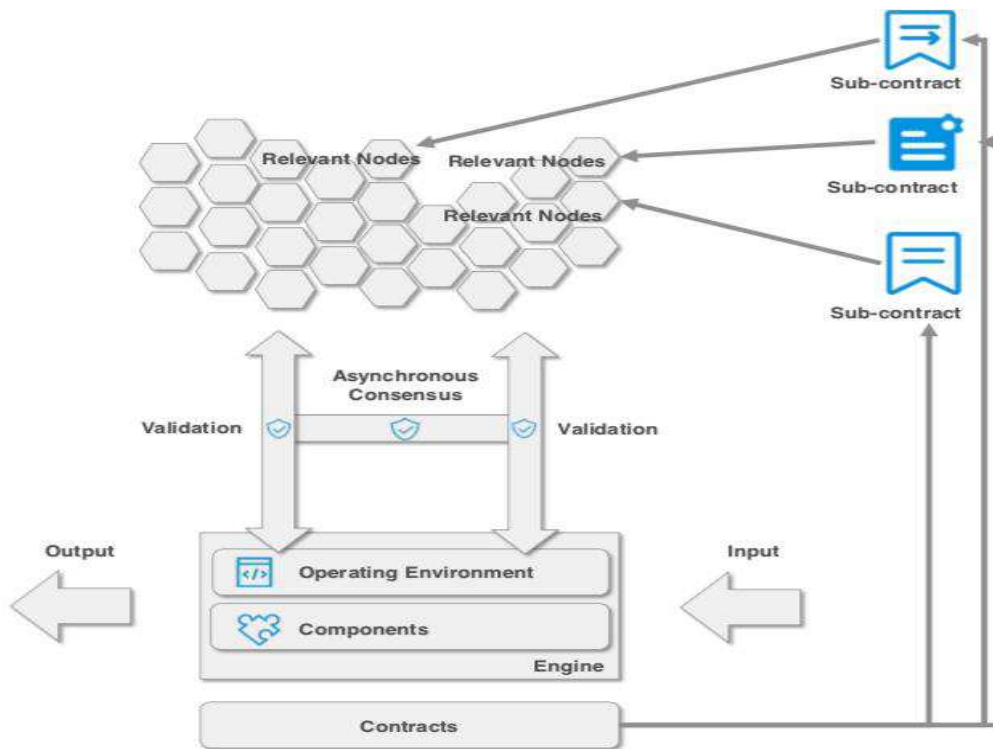 Sub-contract
Relevant Nodes
Relevant Nodes
Sub-contract
Relevant Nodes
Sub-contract
Asynchronous
Consensus
Validation
Validation
Output
Input
</> Operating Environment
Components
Engine
Contracts